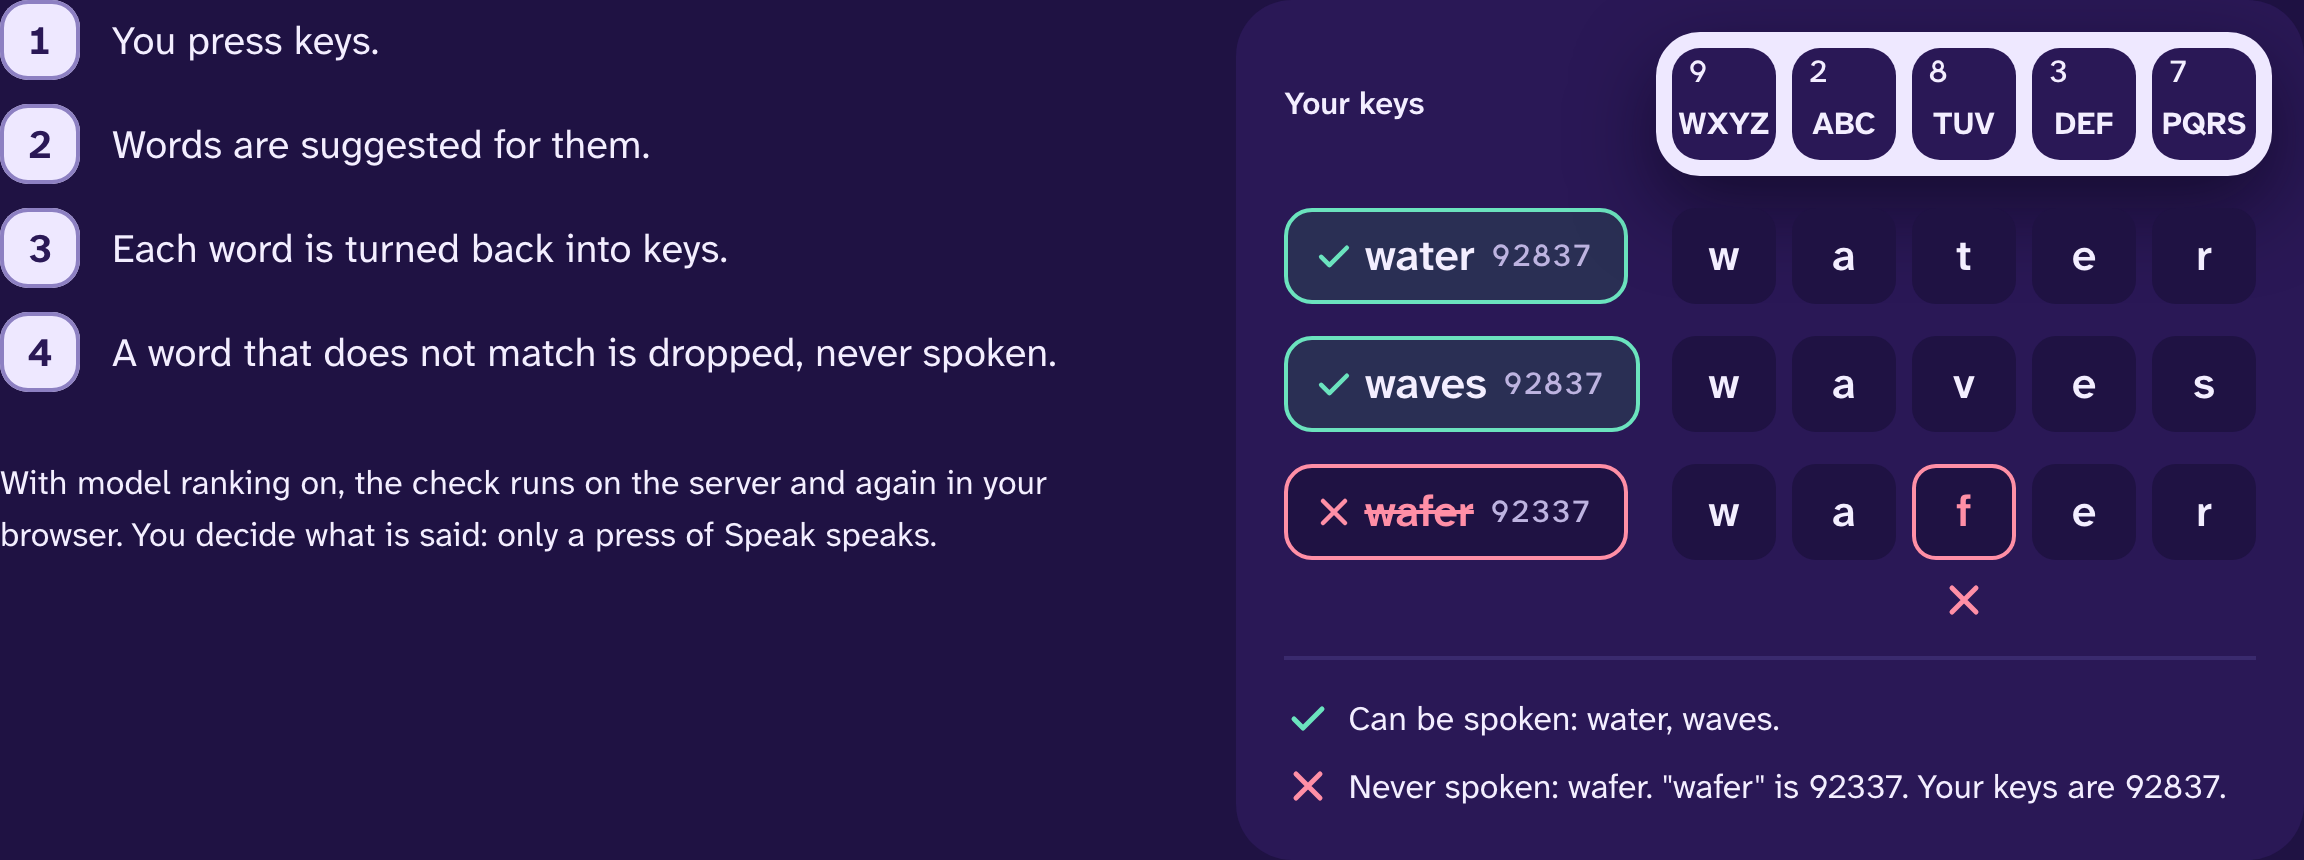 1 You press keys.
2 Words are suggested for them.
3 Each word is turned back into keys.
4 A word that does not match is dropped, never spoken.
With model ranking on, the check runs on the server and again in your
browser. You decide what is said: only a press of Speak speaks.
Your keys
9 2 8 3 7
WXYZ ABC TUV DEF PQRS
water 92837 w a t e r
waves 92837 w a v e s
wafer 92337 w a f e r
Can be spoken: water, waves.
Never spoken: wafer. "wafer" is 92337. Your keys are 92837.